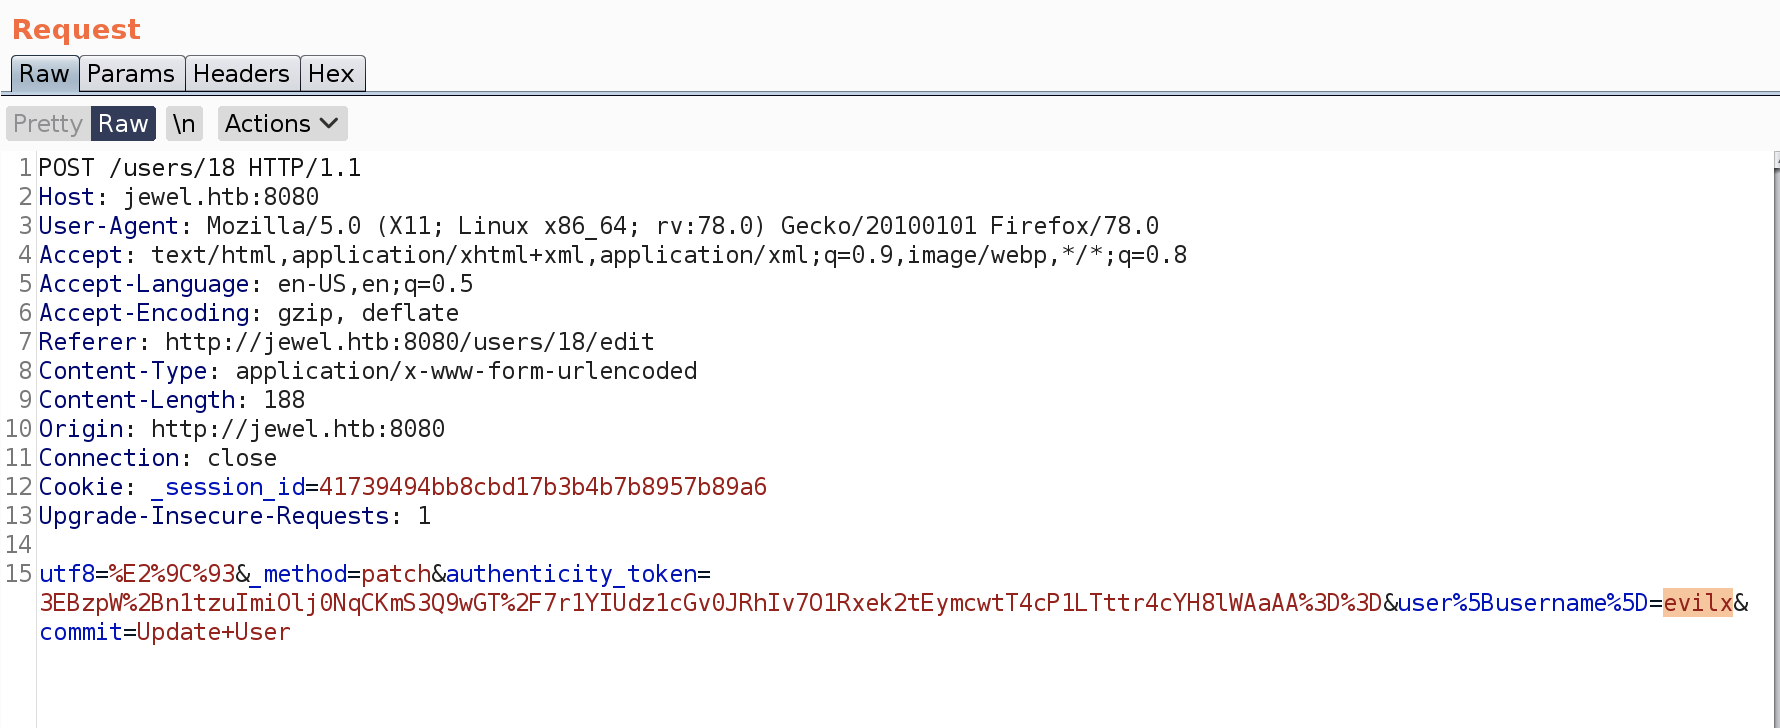 Request
Raw Params Headers Hex
Pretty Raw \n Actions
1 POST /users/18 HTTP/1.1
2 Host: jewel.htb:8080
3 User-Agent: Mozilla/5.0 (X11; Linux x86_64; rv:78.0) Gecko/20100101 Firefox/78.0
4 Accept: text/html,application/xhtml+xml,application/xml;q=0.9,image/webp,*/*;q=0.8
5 Accept-Language: en-US,en;q=0.5
6 Accept-Encoding: gzip, deflate
7 Referer: http://jewel.htb:8080/users/18/edit
8 Content-Type: application/x-www-form-urlencoded
9 Content-Length: 188
10 Origin: http://jewel.htb:8080
11 Connection: close
12 Cookie: _session_id=41739494bb8cbd17b3b4b7b8957b89a6
13 Upgrade-Insecure-Requests: 1
14
15 utf8=%E2%9C%93&_method=patch&authenticity_token=
3EBzpW%2Bn1tzuImiOlj0NqCKmS3Q9wGT%2F7r1YIUdz1cGv0JRhIv7O1Rxek2tEymcwtT4cP1LTttr4cYH8lWAaAA%3D%3D&user%5Busername%5D=evilx&
commit=Update+User